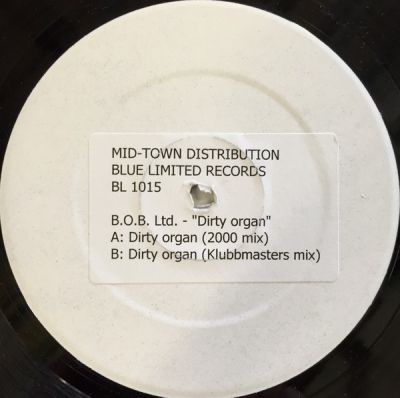 MID-TOWN DISTRIBUTION
BLUE LIMITED RECORDS
BL 1015
B.O.B. Ltd. - "Dirty organ"
A: Dirty organ (2000 mix)
B: Dirty organ (Klubbmasters mix)